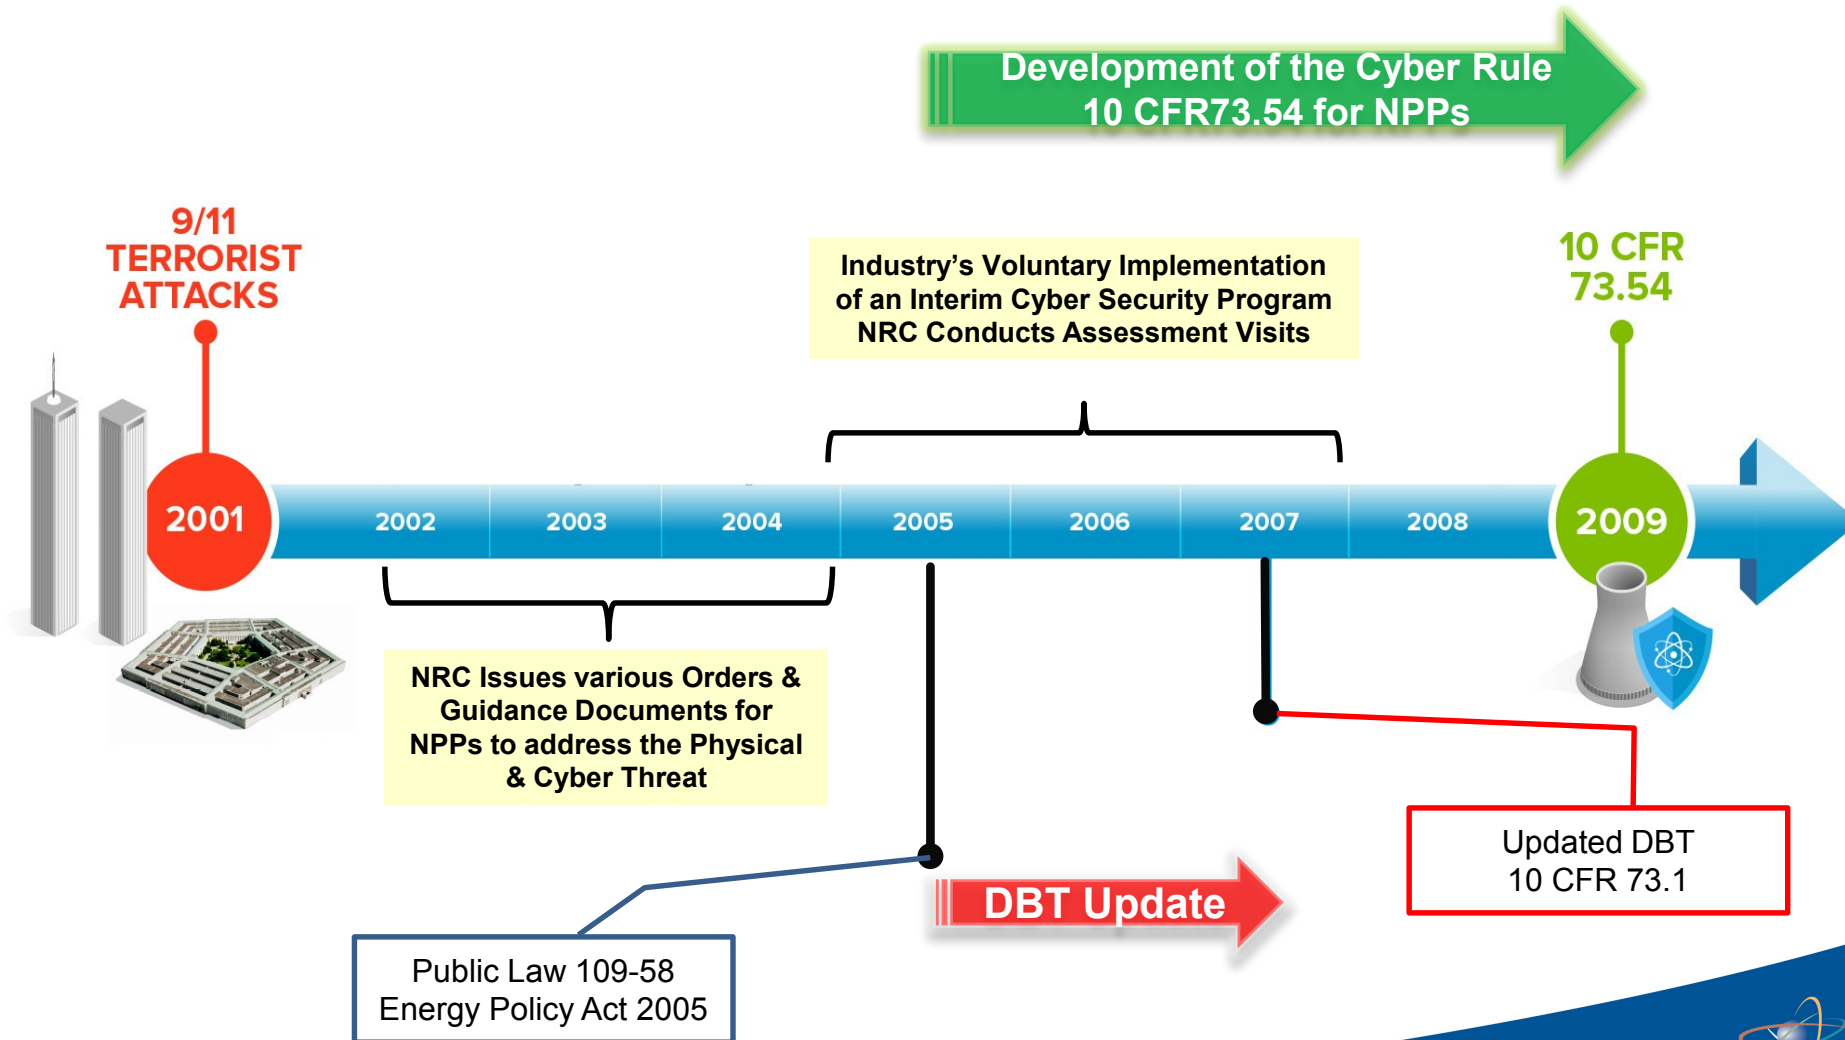 Development of the Cyber Rule
10 CFR73.54 for NPPs
9/11
TERRORIST
ATTACKS
Industry’s Voluntary Implementation
of an Interim Cyber Security Program
NRC Conducts Assessment Visits
10 CFR
73.54
2001
2002
2003
2004
2005
2006
2007
2008
2009
NRC Issues various Orders &
Guidance Documents for
NPPs to address the Physical
& Cyber Threat
Updated DBT
10 CFR 73.1
DBT Update
Public Law 109-58
Energy Policy Act 2005